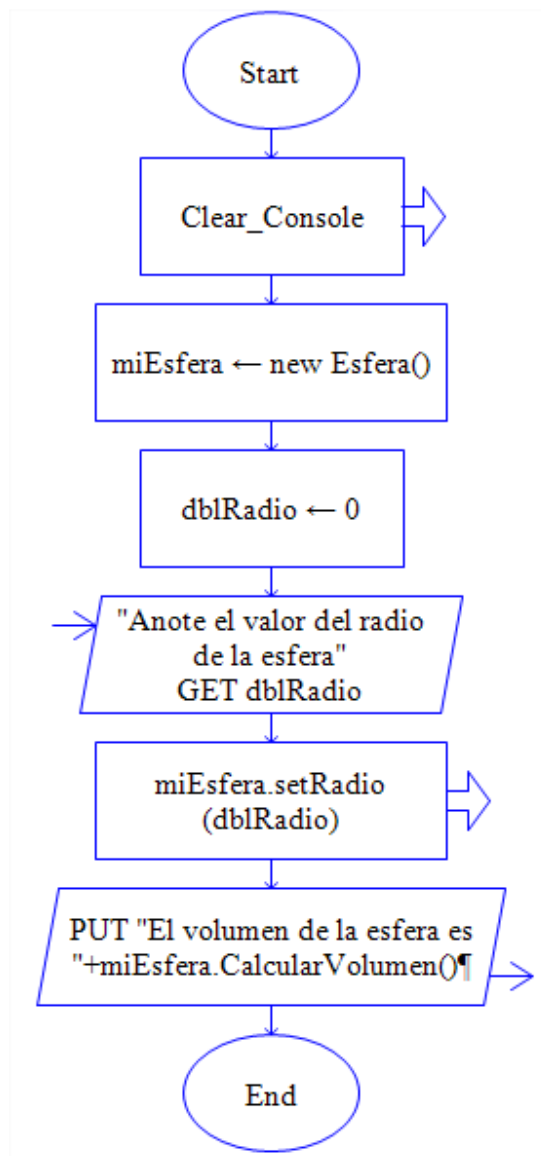 Start
Clear_Console
miEsfera ← new Esfera()
dblRadio ← 0
"Anote el valor del radio
de la esfera"
GET dblRadio
miEsfera.setRadio
(dblRadio)
PUT "El volumen de la esfera es
"+miEsfera.CalcularVolumen()¶
End